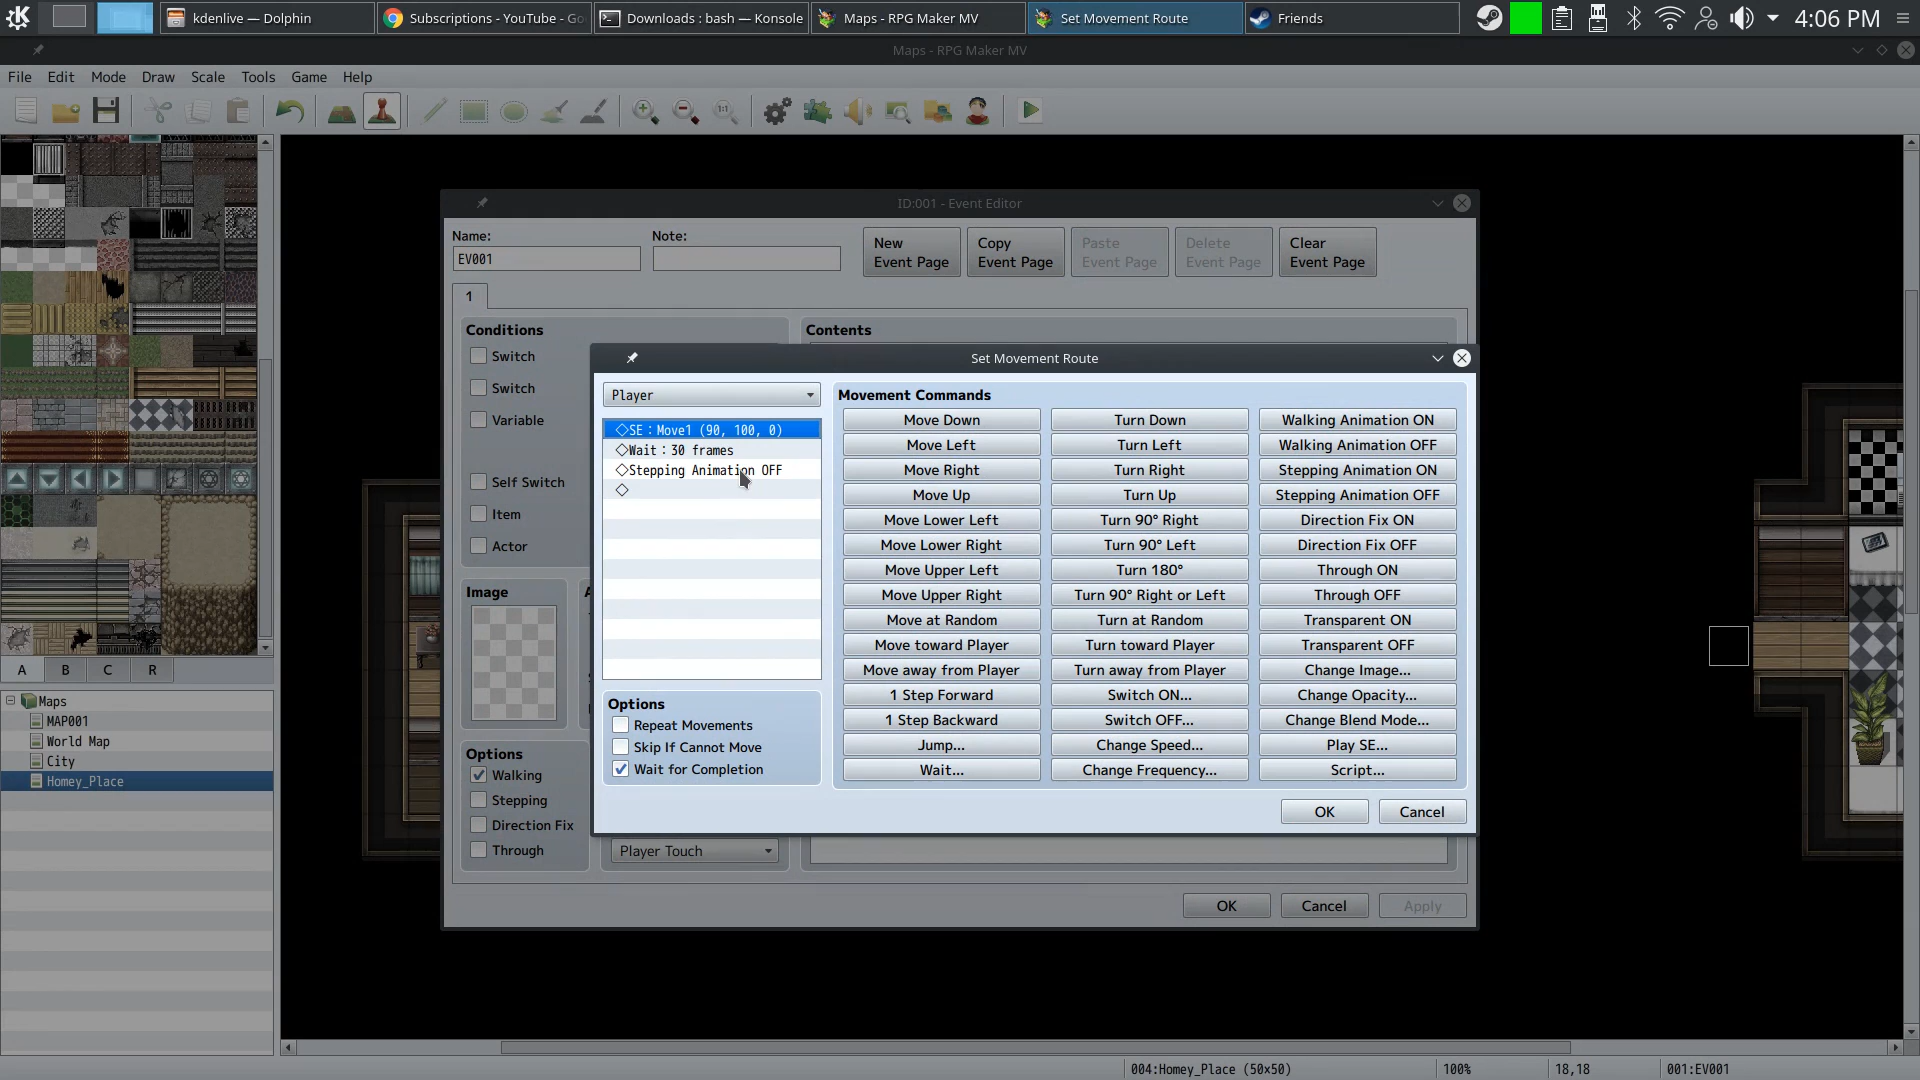 kdenlive — Dolphin
Subscriptions - YouTube - Go
Downloads : bash — Konsole
Maps - RPG Maker MV
Set Movement Route
Friends
4:06 PM
Maps - RPG Maker MV
File Edit Mode Draw Scale Tools Game Help
1:1
ID:001 - Event Editor
Name:
Note:
EV001
New
Event Page
Copy
Event Page
Paste
Event Page
Delete
Event Page
Clear
Event Page
1
Conditions
Contents
Switch
Switch
Variable
Self Switch
Item
Actor
Image
Options
Walking
Stepping
Direction Fix
Through
Player Touch
OK
Cancel
Apply
Set Movement Route
Player
◇SE：Move1 (90, 100, 0)
◇Wait：30 frames
◇Stepping Animation OFF
◇
Options
Repeat Movements
Skip If Cannot Move
Wait for Completion
Movement Commands
Move Down Turn Down Walking Animation ON
Move Left Turn Left Walking Animation OFF
Move Right Turn Right Stepping Animation ON
Move Up Turn Up Stepping Animation OFF
Move Lower Left Turn 90° Right Direction Fix ON
Move Lower Right Turn 90° Left Direction Fix OFF
Move Upper Left Turn 180° Through ON
Move Upper Right Turn 90° Right or Left Through OFF
Move at Random Turn at Random Transparent ON
Move toward Player Turn toward Player Transparent OFF
Move away from Player Turn away from Player Change Image...
1 Step Forward Switch ON... Change Opacity...
1 Step Backward Switch OFF... Change Blend Mode...
Jump... Change Speed... Play SE...
Wait... Change Frequency... Script...
OK
Cancel
A B C R
Maps
MAP001
World Map
City
Homey_Place
004:Homey_Place (50x50)
100%
18,18
001:EV001